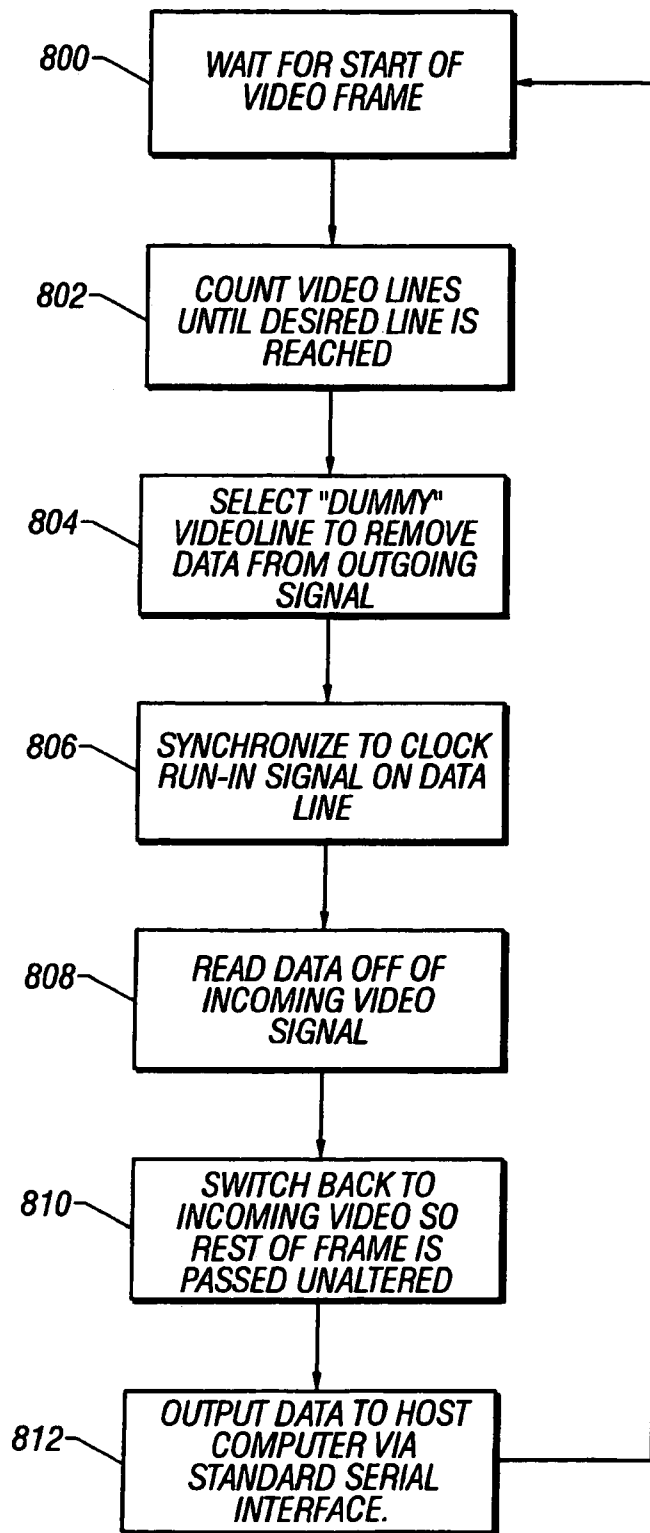 800
WAIT FOR START OF
VIDEO FRAME
802
COUNT VIDEO LINES
UNTIL DESIRED LINE IS
REACHED
804
SELECT "DUMMY"
VIDEOLINE TO REMOVE
DATA FROM OUTGOING
SIGNAL
806
SYNCHRONIZE TO CLOCK
RUN-IN SIGNAL ON DATA
LINE
808
READ DATA OFF OF
INCOMING VIDEO
SIGNAL
810
SWITCH BACK TO
INCOMING VIDEO SO
REST OF FRAME IS
PASSED UNALTERED
812
OUTPUT DATA TO HOST
COMPUTER VIA
STANDARD SERIAL
INTERFACE.